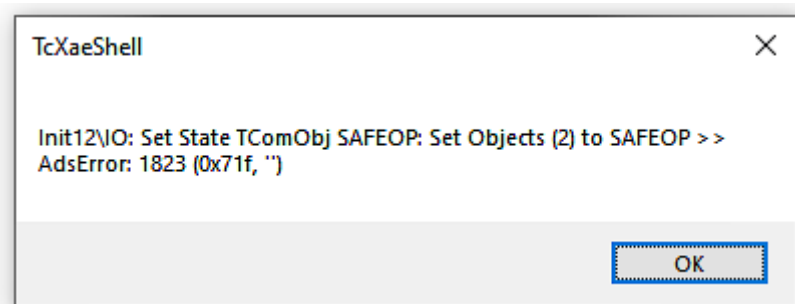 TcXaeShell
Init12\IO: Set State TComObj SAFEOP: Set Objects (2) to SAFEOP >>
AdsError: 1823 (0x71f, '')
OK